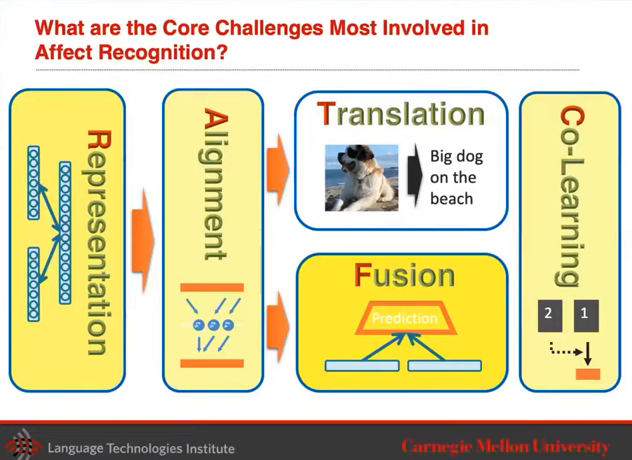 What are the Core Challenges Most Involved in
Affect Recognition?
Representation
Alignment
Translation
Big dog
on the
beach
Fusion
Prediction
Co-Learning
2 1
Language Technologies Institute
Carnegie Mellon University